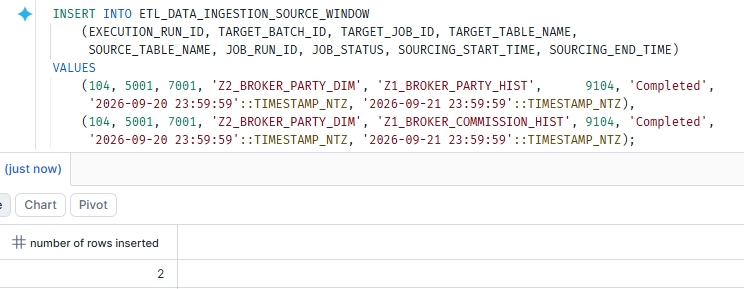 INSERT INTO ETL_DATA_INGESTION_SOURCE_WINDOW
(EXECUTION_RUN_ID, TARGET_BATCH_ID, TARGET_JOB_ID, TARGET_TABLE_NAME,
SOURCE_TABLE_NAME, JOB_RUN_ID, JOB_STATUS, SOURCING_START_TIME, SOURCING_END_TIME)
VALUES
(104, 5001, 7001, 'Z2_BROKER_PARTY_DIM', 'Z1_BROKER_PARTY_HIST', 9104, 'Completed',
'2026-09-20 23:59:59'::TIMESTAMP_NTZ, '2026-09-21 23:59:59'::TIMESTAMP_NTZ),
(104, 5001, 7001, 'Z2_BROKER_PARTY_DIM', 'Z1_BROKER_COMMISSION_HIST', 9104, 'Completed',
'2026-09-20 23:59:59'::TIMESTAMP_NTZ, '2026-09-21 23:59:59'::TIMESTAMP_NTZ);
(just now)
Chart Pivot
# number of rows inserted
2